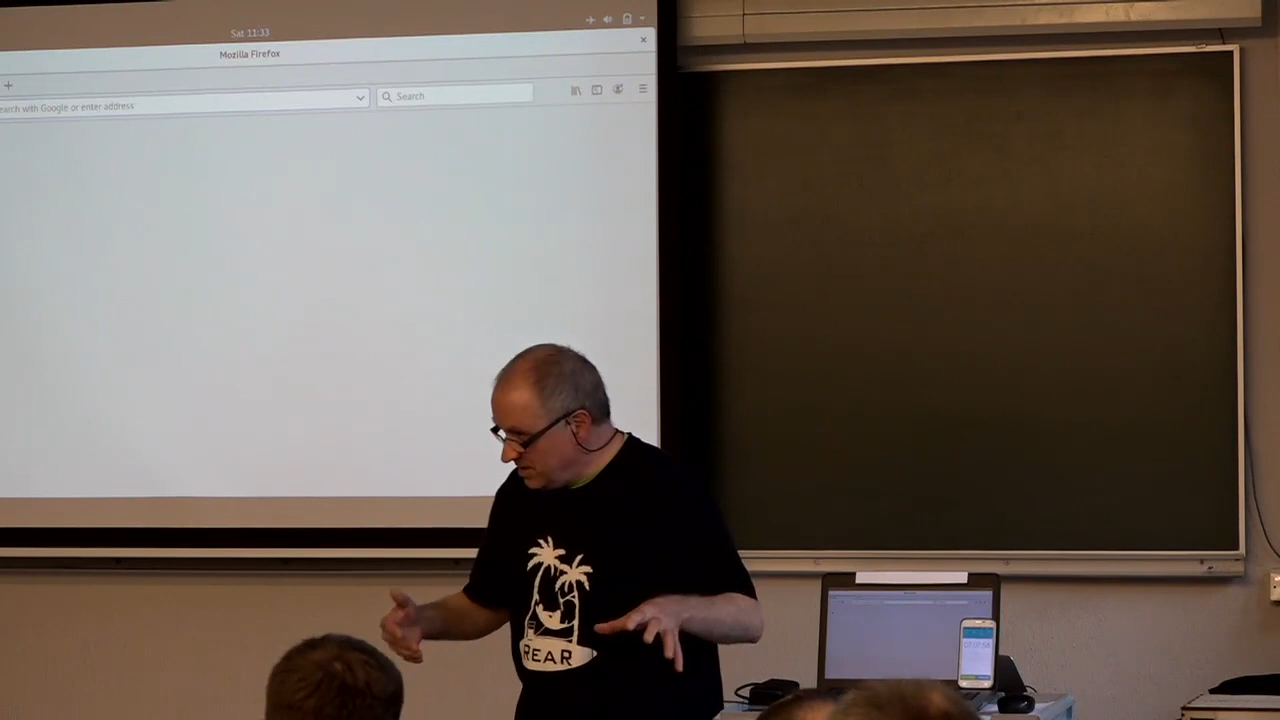 Sat 11:33
Mozilla Firefox
earch with Google or enter address
Search
REAR